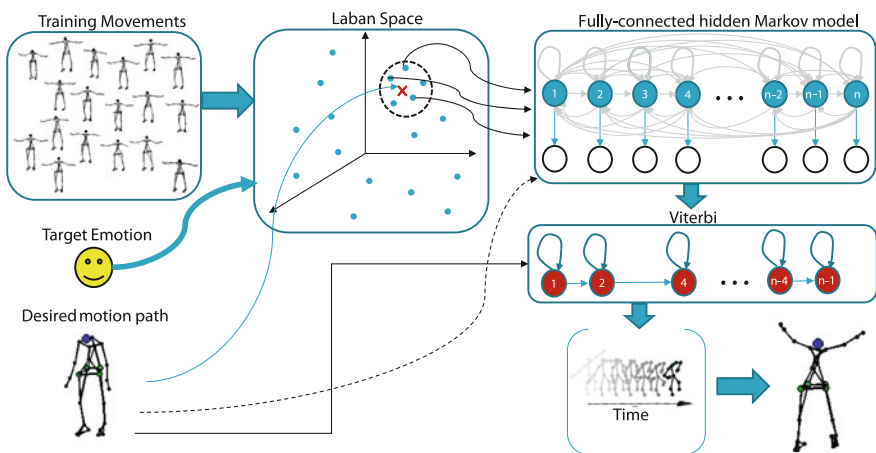 Training Movements
Laban Space
Fully-connected hidden Markov model
1 2 3 4 ••• n-2 n-1 n
Target Emotion
Viterbi
1 2 4 ••• n-4 n-1
Desired motion path
Time